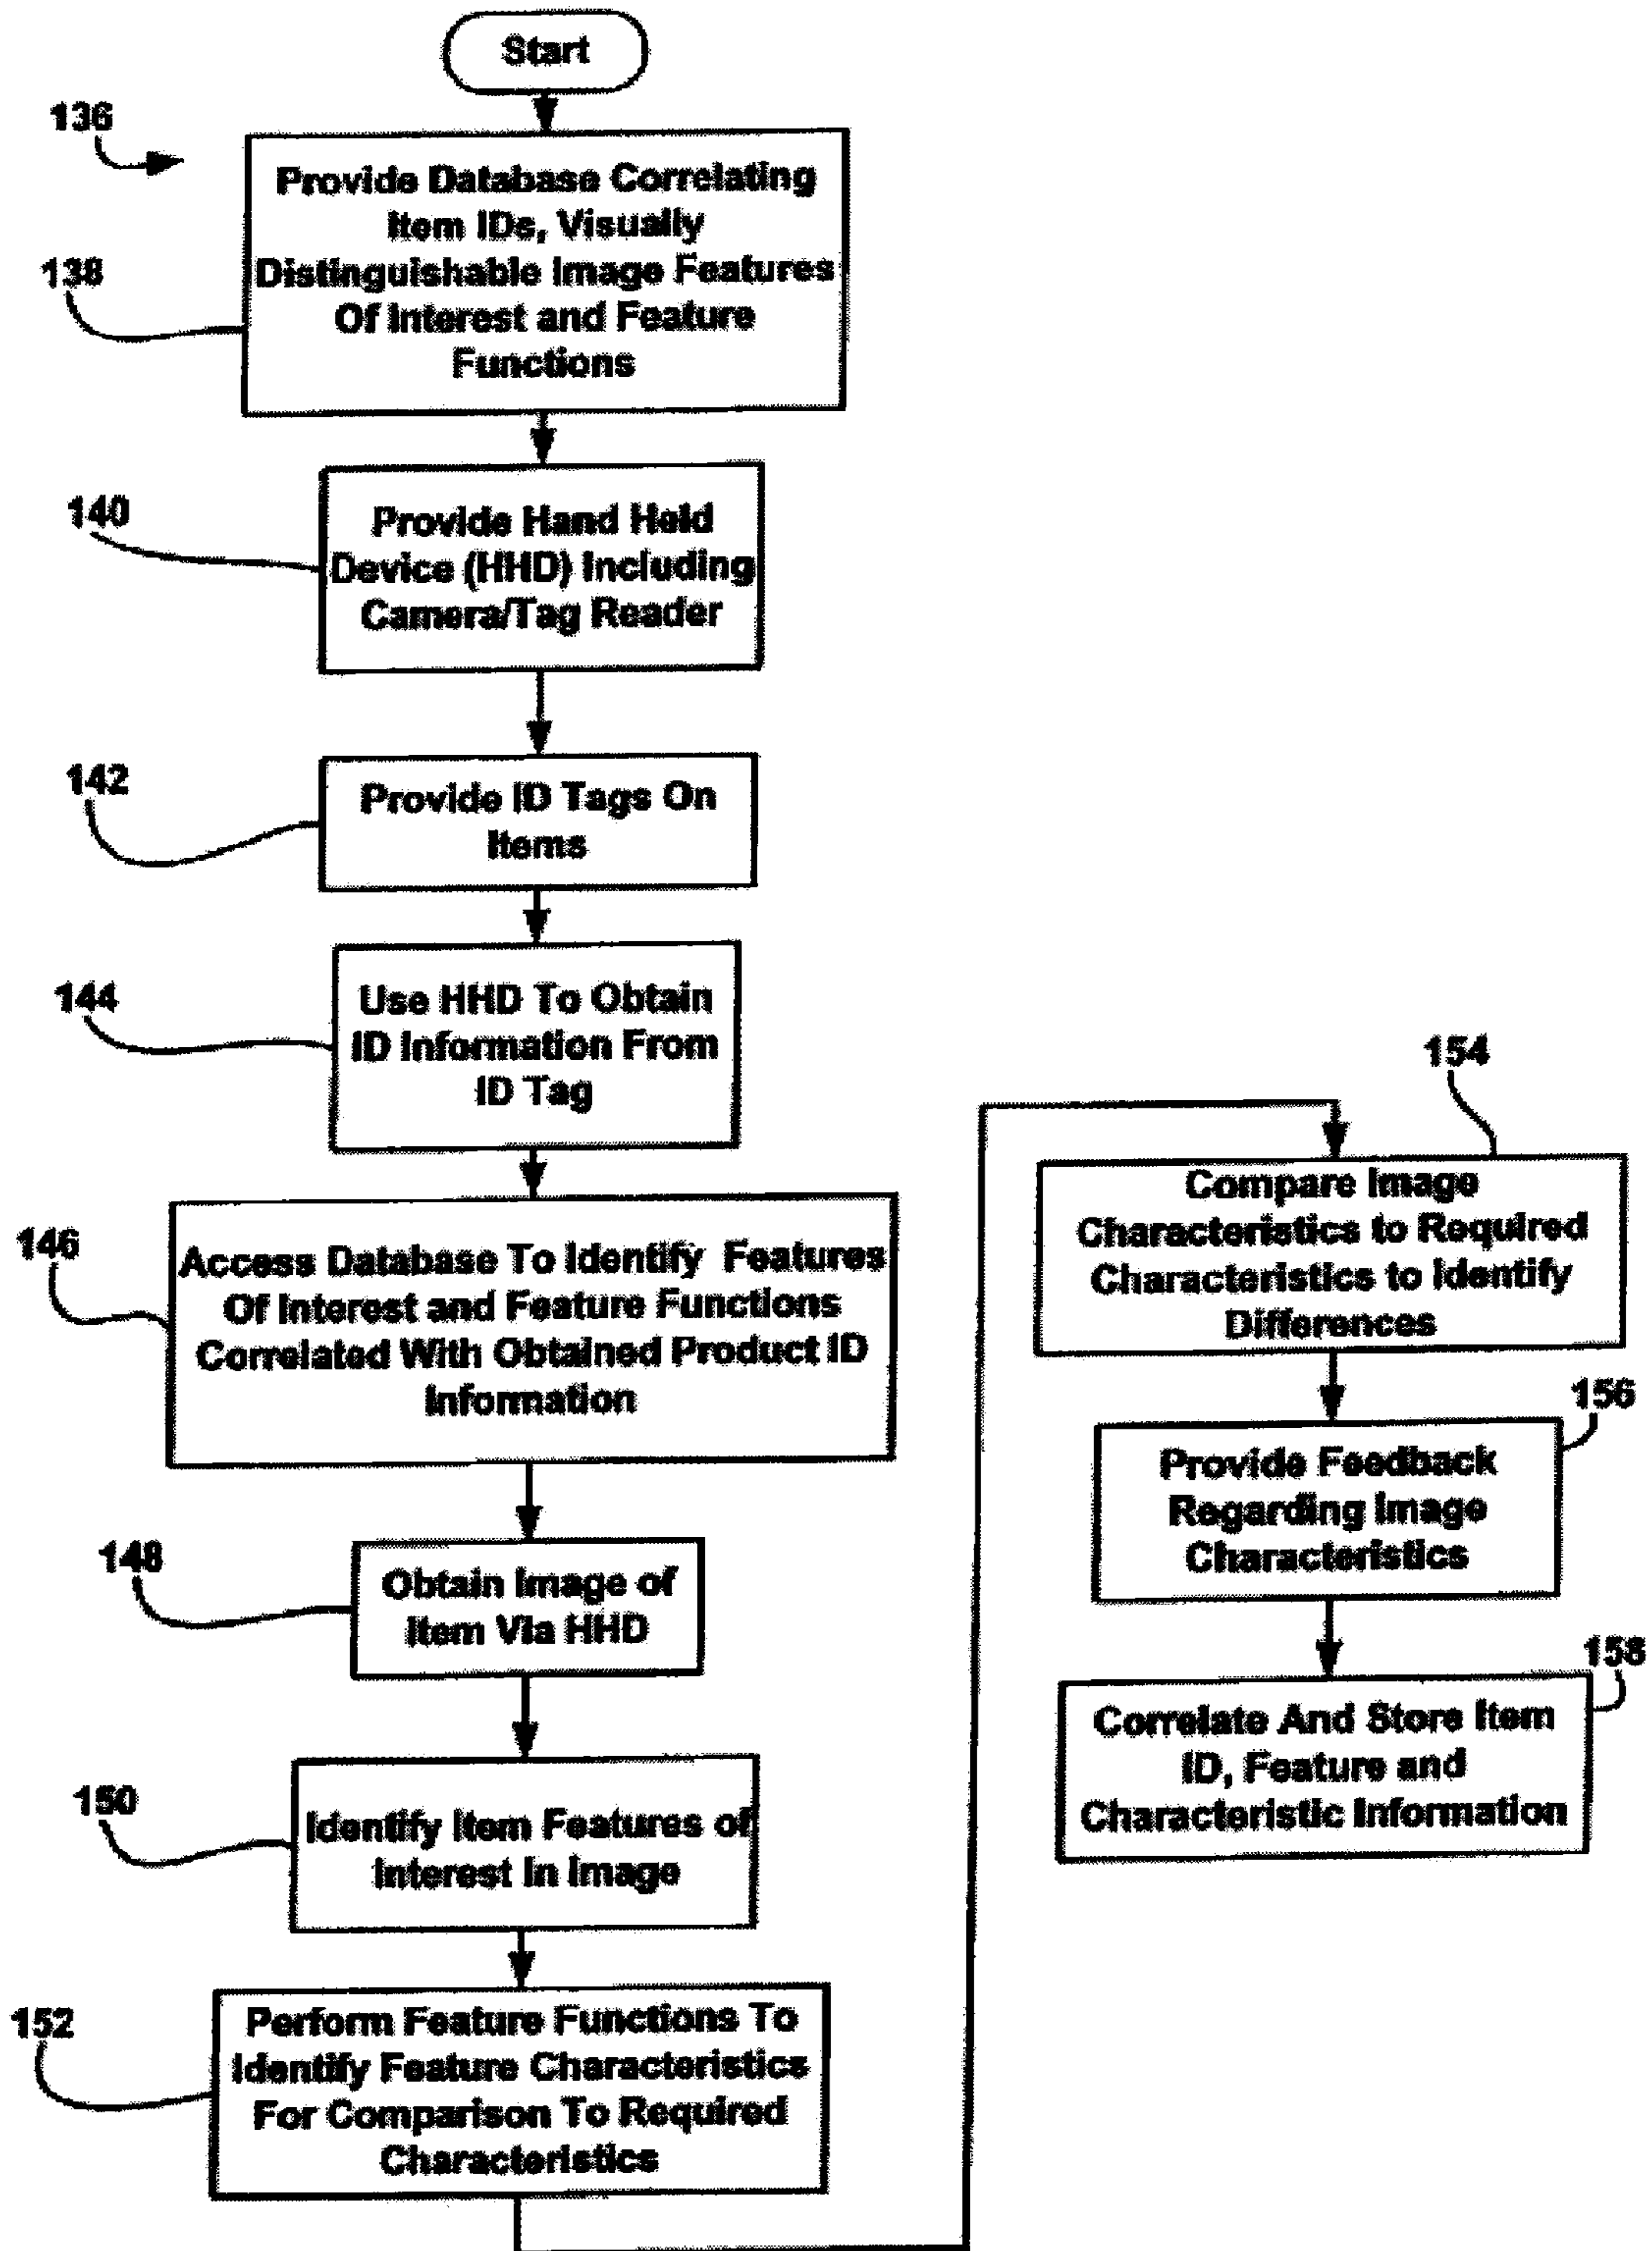 Start
136
Provide Database Correlating
Item IDs, Visually
Distinguishable Image Features
Of Interest and Feature
Functions
138
140
Provide Hand Held
Device (HHD) Including
Camera/Tag Reader
142
Provide ID Tags On
Items
144
Use HHD To Obtain
ID Information From
ID Tag
146
Access Database To Identify Features
Of Interest and Feature Functions
Correlated With Obtained Product ID
Information
148
Obtain Image of
Item Via HHD
150
Identify Item Features of
Interest In Image
152
Perform Feature Functions To
Identify Feature Characteristics
For Comparison To Required
Characteristics
154
Compare Image
Characteristics to Required
Characteristics to Identify
Differences
156
Provide Feedback
Regarding Image
Characteristics
158
Correlate And Store Item
ID, Feature and
Characteristic Information